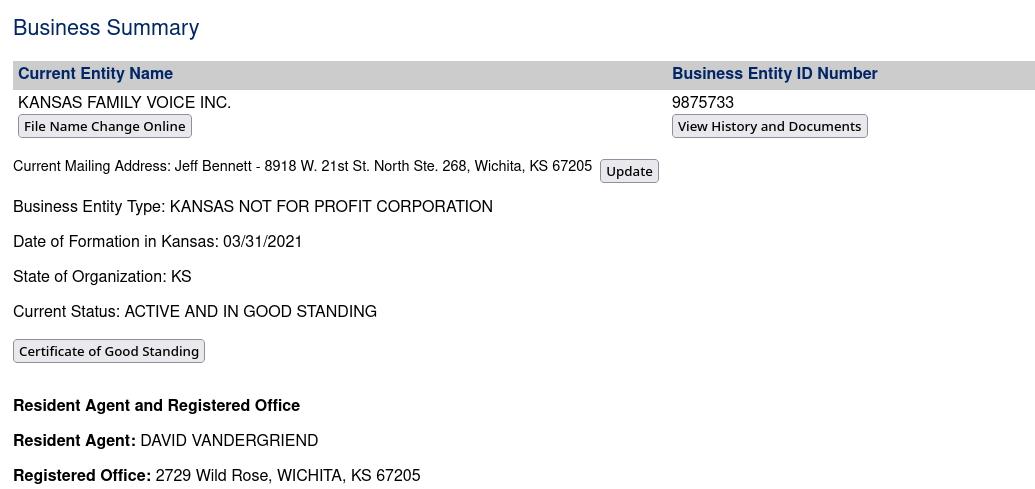 Business Summary
Current Entity Name Business Entity ID Number
KANSAS FAMILY VOICE INC. 9875733
File Name Change Online View History and Documents
Current Mailing Address: Jeff Bennett - 8918 W. 21st St. North Ste. 268, Wichita, KS 67205 Update
Business Entity Type: KANSAS NOT FOR PROFIT CORPORATION
Date of Formation in Kansas: 03/31/2021
State of Organization: KS
Current Status: ACTIVE AND IN GOOD STANDING
Certificate of Good Standing
Resident Agent and Registered Office
Resident Agent: DAVID VANDERGRIEND
Registered Office: 2729 Wild Rose, WICHITA, KS 67205